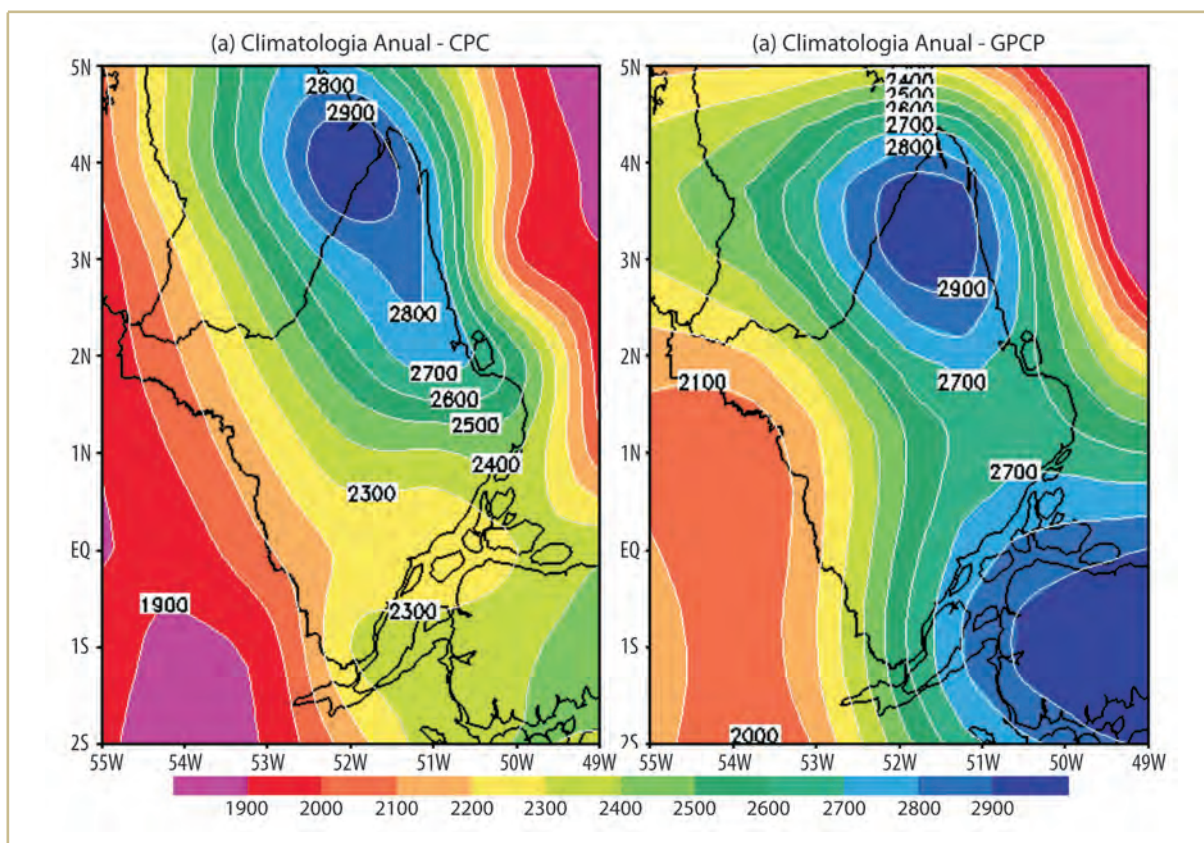 (a) Climatologia Anual - CPC
5N
4N
3N
2N
1N
EQ
1S
2S
2800
2900
2800
2700
2600
2500
2400
2300
2300
1900
55W 54W 53W 52W 51W 50W 49W
(a) Climatologia Anual - GPCP
5N
4N
3N
2N
1N
EQ
1S
2S
2400
2500
2600
2700
2800
2900
2100
2700
2700
2000
55W 54W 53W 52W 51W 50W 49W
1900 2000 2100 2200 2300 2400 2500 2600 2700 2800 2900